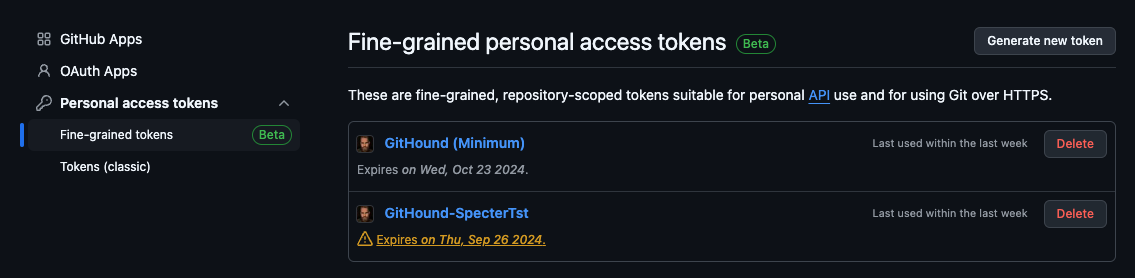 GitHub Apps
OAuth Apps
Personal access tokens
Fine-grained tokens Beta
Tokens (classic)
Fine-grained personal access tokens Beta
Generate new token
These are fine-grained, repository-scoped tokens suitable for personal API use and for using Git over HTTPS.
GitHound (Minimum) Last used within the last week Delete
Expires on Wed, Oct 23 2024.
GitHound-SpecterTst Last used within the last week Delete
Expires on Thu, Sep 26 2024.